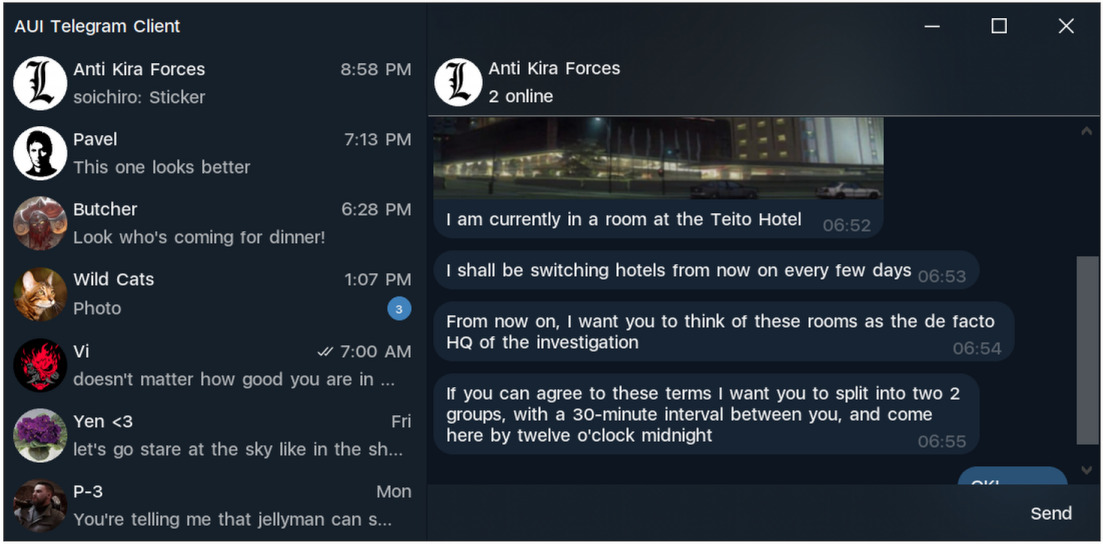 AUI Telegram Client
Anti Kira Forces 8:58 PM
soichiro: Sticker
Pavel 7:13 PM
This one looks better
Butcher 6:28 PM
Look who's coming for dinner!
Wild Cats 1:07 PM
Photo 3
Vi 7:00 AM
doesn't matter how good you are in ...
Yen <3 Fri
let's go stare at the sky like in the sh...
P-3 Mon
You're telling me that jellyman can s...
L
Anti Kira Forces
2 online
I am currently in a room at the Teito Hotel 06:52
I shall be switching hotels from now on every few days 06:53
From now on, I want you to think of these rooms as the de facto
HQ of the investigation 06:54
If you can agree to these terms I want you to split into two 2
groups, with a 30-minute interval between you, and come
here by twelve o'clock midnight 06:55
Send